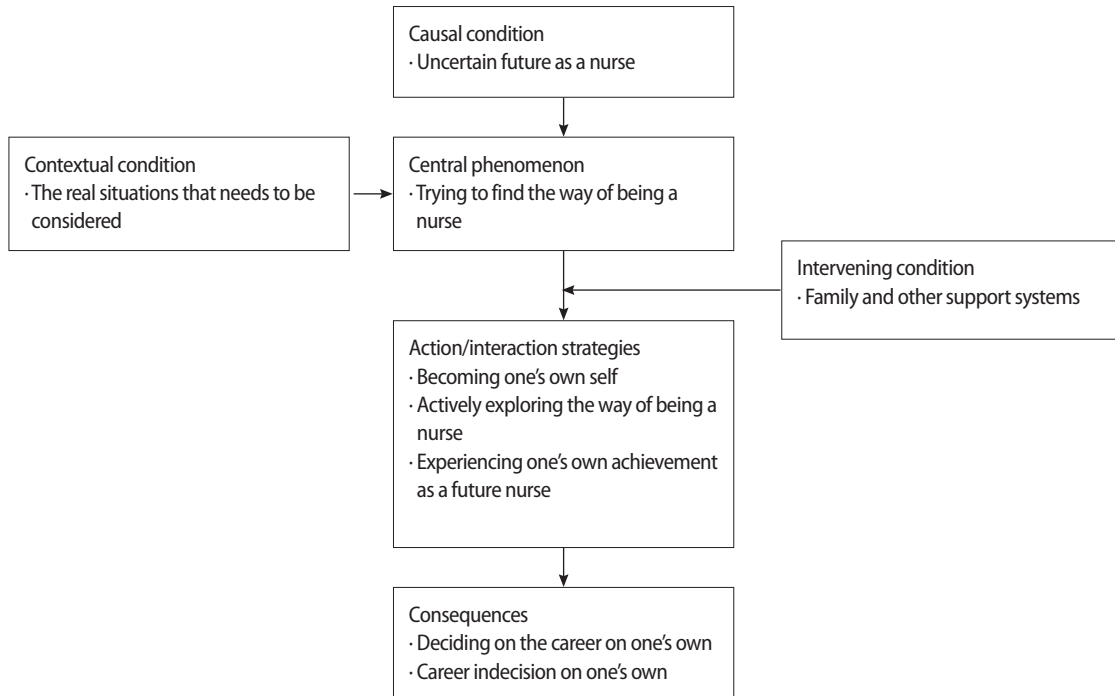 Causal condition
· Uncertain future as a nurse
Contextual condition
· The real situations that needs to be
considered
Central phenomenon
· Trying to find the way of being a
nurse
Intervening condition
· Family and other support systems
Action/interaction strategies
· Becoming one’s own self
· Actively exploring the way of being a
nurse
· Experiencing one’s own achievement
as a future nurse
Consequences
· Deciding on the career on one’s own
· Career indecision on one’s own